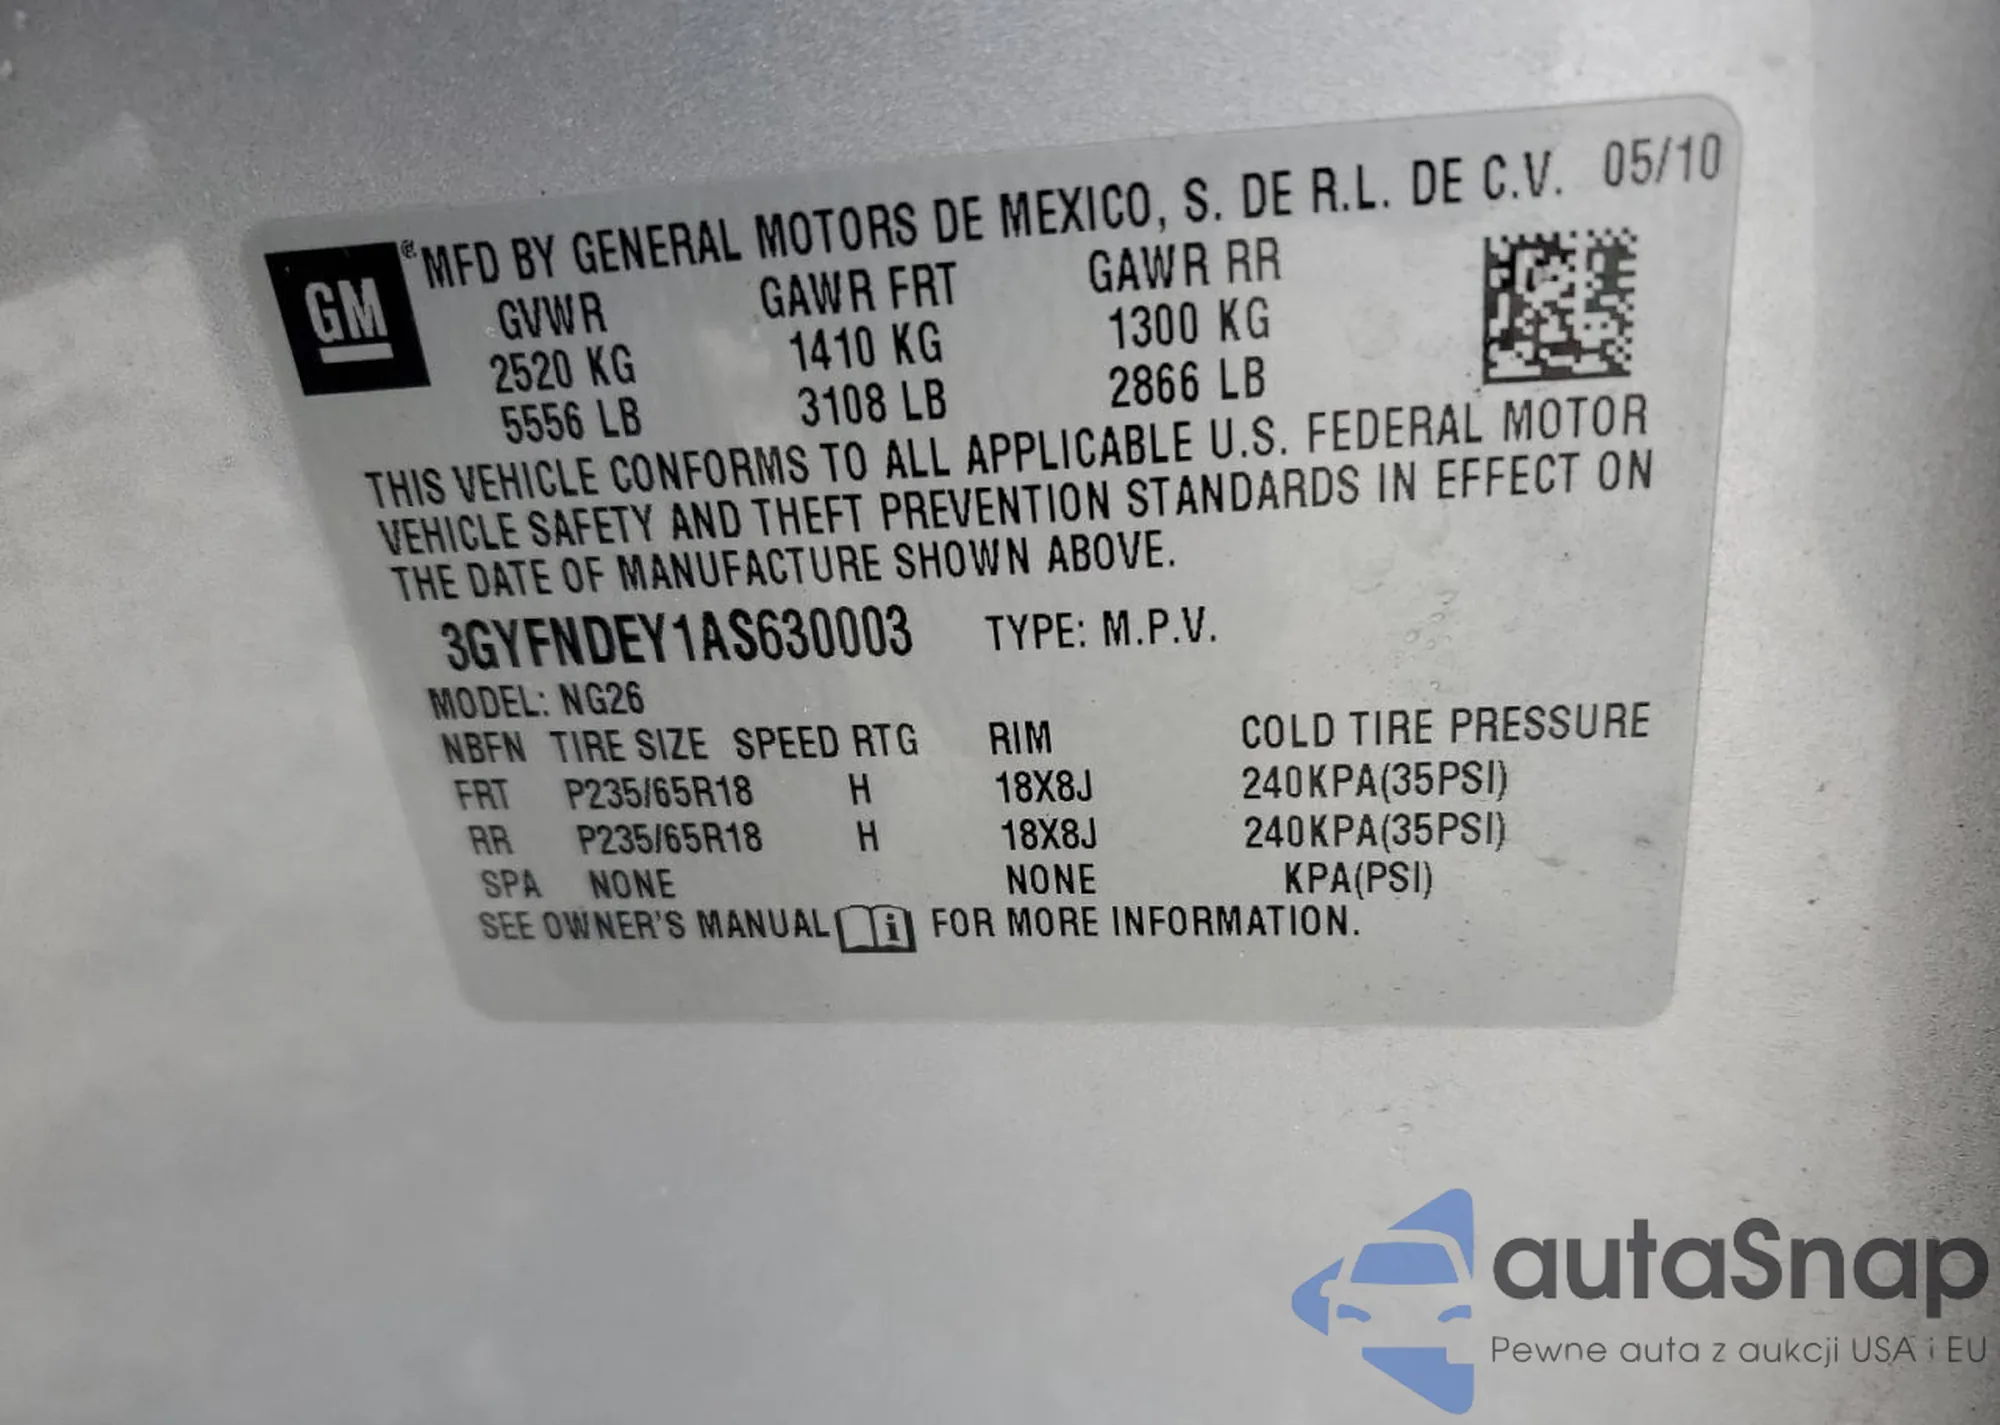 GM
® MFD BY GENERAL MOTORS DE MEXICO, S. DE R.L. DE C.V. 05/10
GVWR GAWR FRT GAWR RR
2520 KG 1410 KG 1300 KG
5556 LB 3108 LB 2866 LB
THIS VEHICLE CONFORMS TO ALL APPLICABLE U.S. FEDERAL MOTOR
VEHICLE SAFETY AND THEFT PREVENTION STANDARDS IN EFFECT ON
THE DATE OF MANUFACTURE SHOWN ABOVE.
3GYFNDEY1AS630003 TYPE: M.P.V.
MODEL: NG26
NBFN TIRE SIZE SPEED RTG RIM COLD TIRE PRESSURE
FRT P235/65R18 H 18X8J 240KPA(35PSI)
RR P235/65R18 H 18X8J 240KPA(35PSI)
SPA NONE NONE KPA(PSI)
SEE OWNER'S MANUAL i FOR MORE INFORMATION.
autaSnap
Pewne auta z aukcji USA i EU